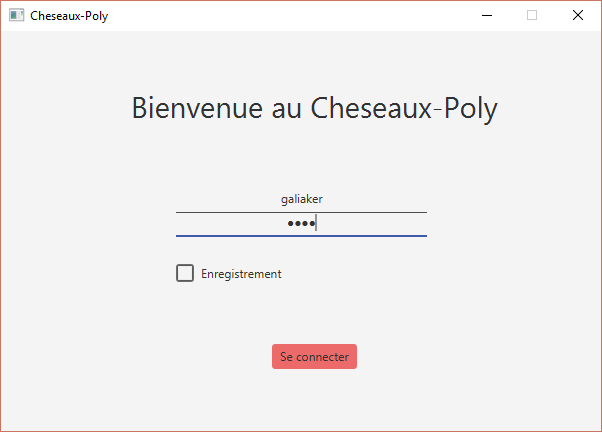 Cheseaux-Poly
Bienvenue au Cheseaux-Poly
galiaker
••••
Enregistrement
Se connecter